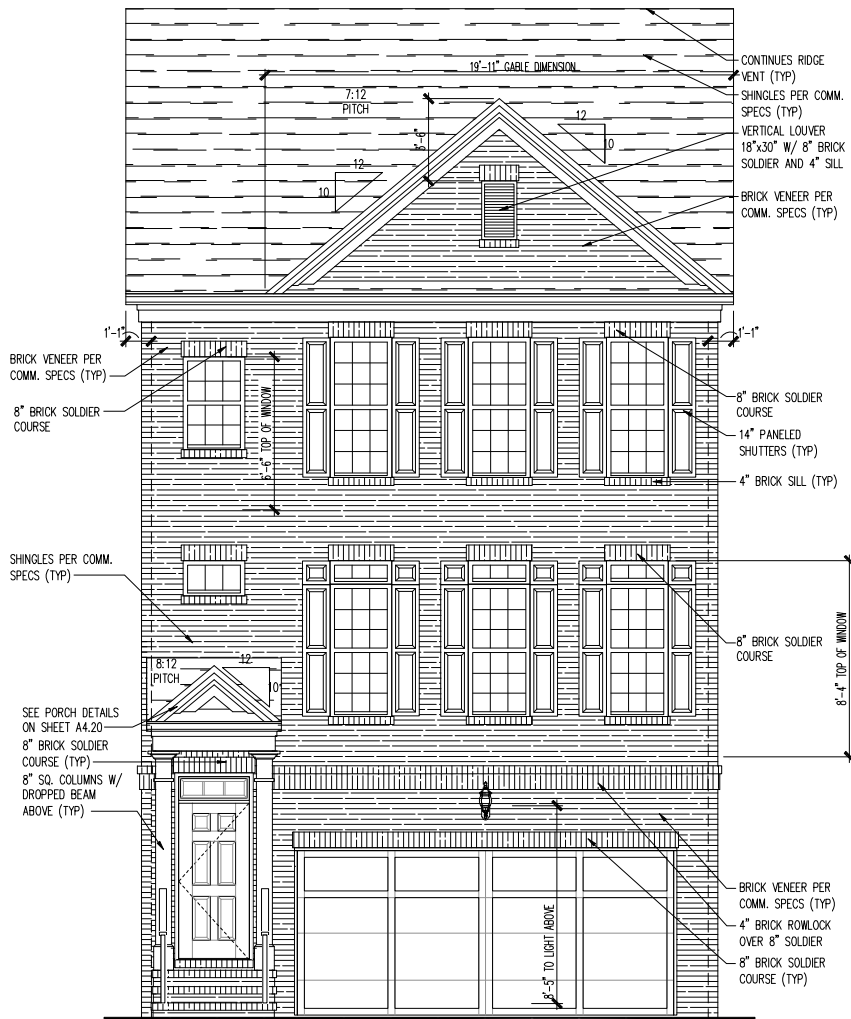 CONTINUES RIDGE
VENT (TYP)
19'-11" GABLE DIMENSION
7:12
PITCH
SHINGLES PER COMM.
SPECS (TYP)
12
10
VERTICAL LOUVER
18"x30" W/ 8" BRICK
SOLDIER AND 4" SILL
12
10
BRICK VENEER PER
COMM. SPECS (TYP)
1'-1"
1'-1"
BRICK VENEER PER
COMM. SPECS (TYP)
8" BRICK SOLDIER
COURSE
6'-6" TOP OF WINDOW
8" BRICK SOLDIER
COURSE
14" PANELED
SHUTTERS (TYP)
4" BRICK SILL (TYP)
SHINGLES PER COMM.
SPECS (TYP)
8" BRICK SOLDIER
COURSE
8'-4" TOP OF WINDOW
8:12
PITCH
12
10
SEE PORCH DETAILS
ON SHEET A4.20
8" BRICK SOLDIER
COURSE (TYP)
8" SQ. COLUMNS W/
DROPPED BEAM
ABOVE (TYP)
8'-5" TO LIGHT ABOVE
BRICK VENEER PER
COMM. SPECS (TYP)
4" BRICK ROWLOCK
OVER 8" SOLDIER
8" BRICK SOLDIER
COURSE (TYP)